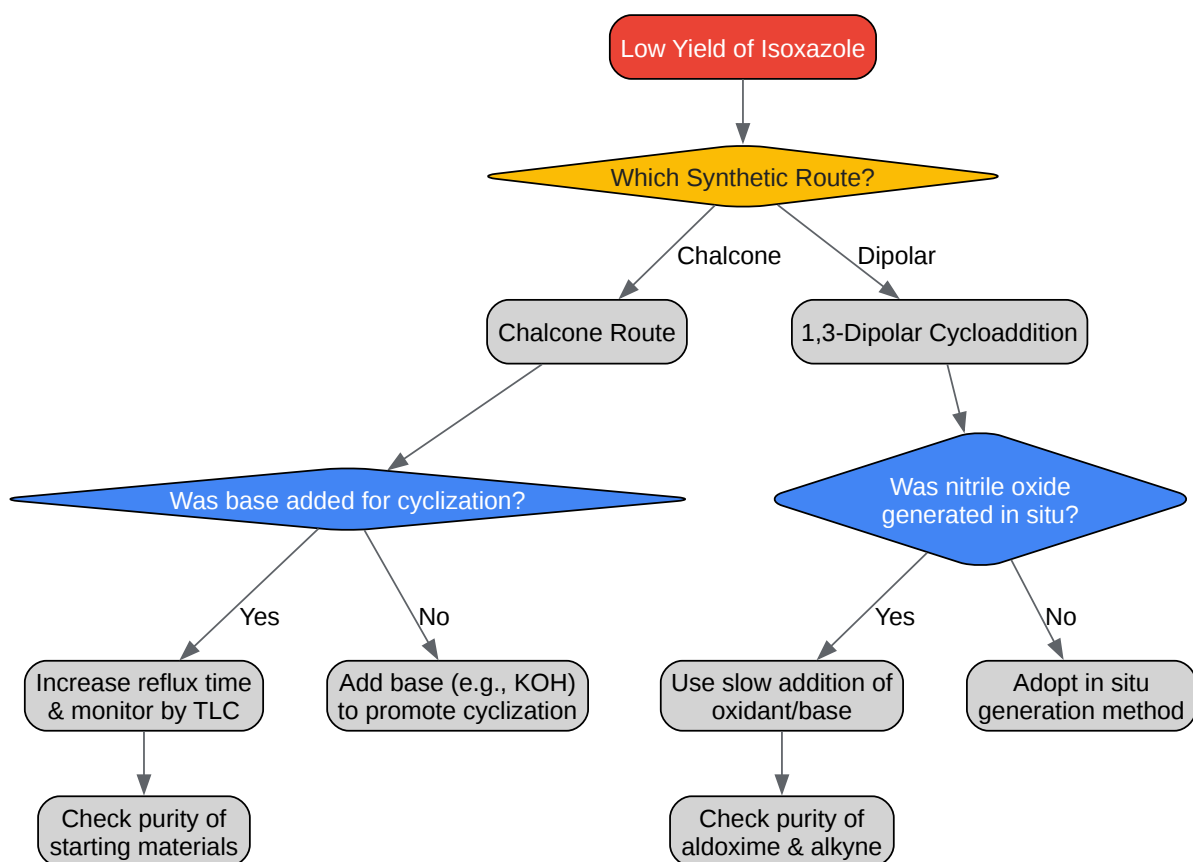 Low Yield of Isoxazole
Which Synthetic Route?
Chalcone
Dipolar
Chalcone Route
1,3-Dipolar Cycloaddition
Was base added for cyclization?
Was nitrile oxide
generated in situ?
Yes
No
Yes
No
Increase reflux time
& monitor by TLC
Add base (e.g., KOH)
to promote cyclization
Use slow addition of
oxidant/base
Adopt in situ
generation method
Check purity of
starting materials
Check purity of
aldoxime & alkyne